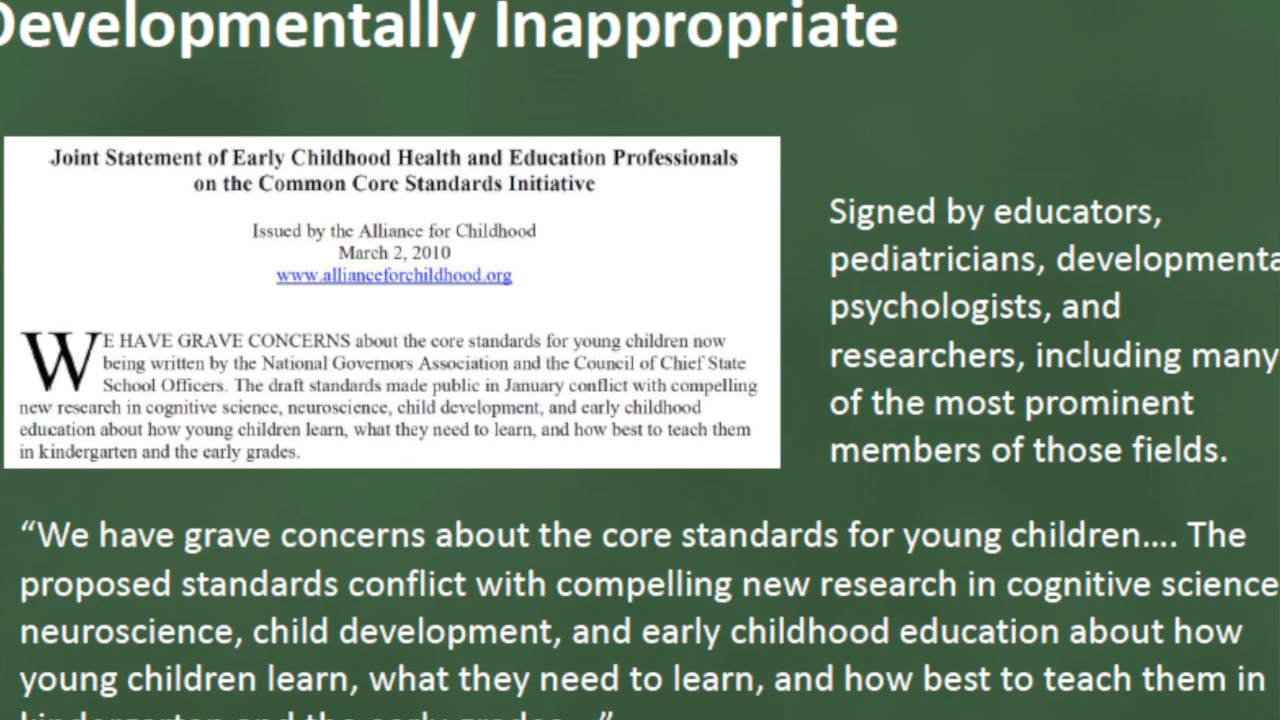 Developmentally Inappropriate
Joint Statement of Early Childhood Health and Education Professionals
on the Common Core Standards Initiative
Issued by the Alliance for Childhood
March 2, 2010
www.allianceforchildhood.org
WE HAVE GRAVE CONCERNS about the core standards for young children now
being written by the National Governors Association and the Council of Chief State
School Officers. The draft standards made public in January conflict with compelling
new research in cognitive science, neuroscience, child development, and early childhood
education about how young children learn, what they need to learn, and how best to teach them
in kindergarten and the early grades.
Signed by educators,
pediatricians, developmenta
psychologists, and
researchers, including many
of the most prominent
members of those fields.
“We have grave concerns about the core standards for young children…. The
proposed standards conflict with compelling new research in cognitive science
neuroscience, child development, and early childhood education about how
young children learn, what they need to learn, and how best to teach them in
kindergarten and the early grades…”